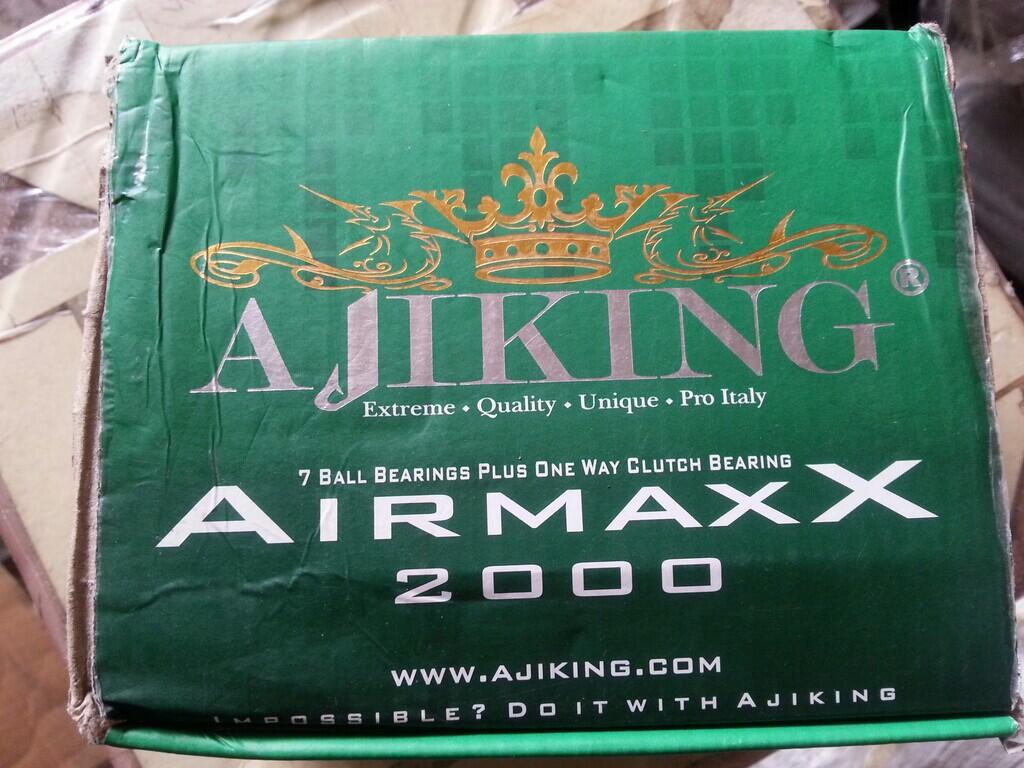 AJIKING ®
Extreme • Quality • Unique • Pro Italy
7 BALL BEARINGS PLUS ONE WAY CLUTCH BEARING
AIRMAXX
2000
WWW.AJIKING.COM
IMPOSSIBLE? DO IT WITH AJIKING